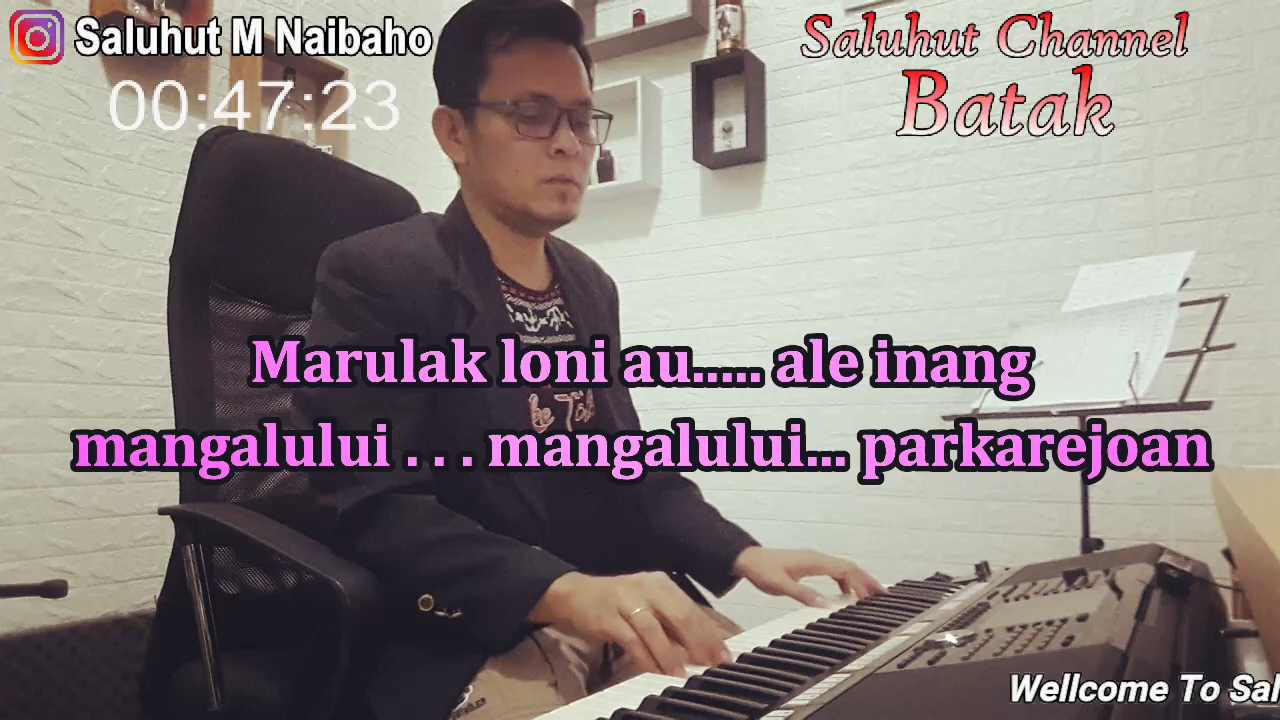 Saluhut M Naibaho
00:47:23
Saluhut Channel
Batak
Marulak loni au..... ale inang
mangalului . . . mangalului... parkarejoan
Wellcome To Sal